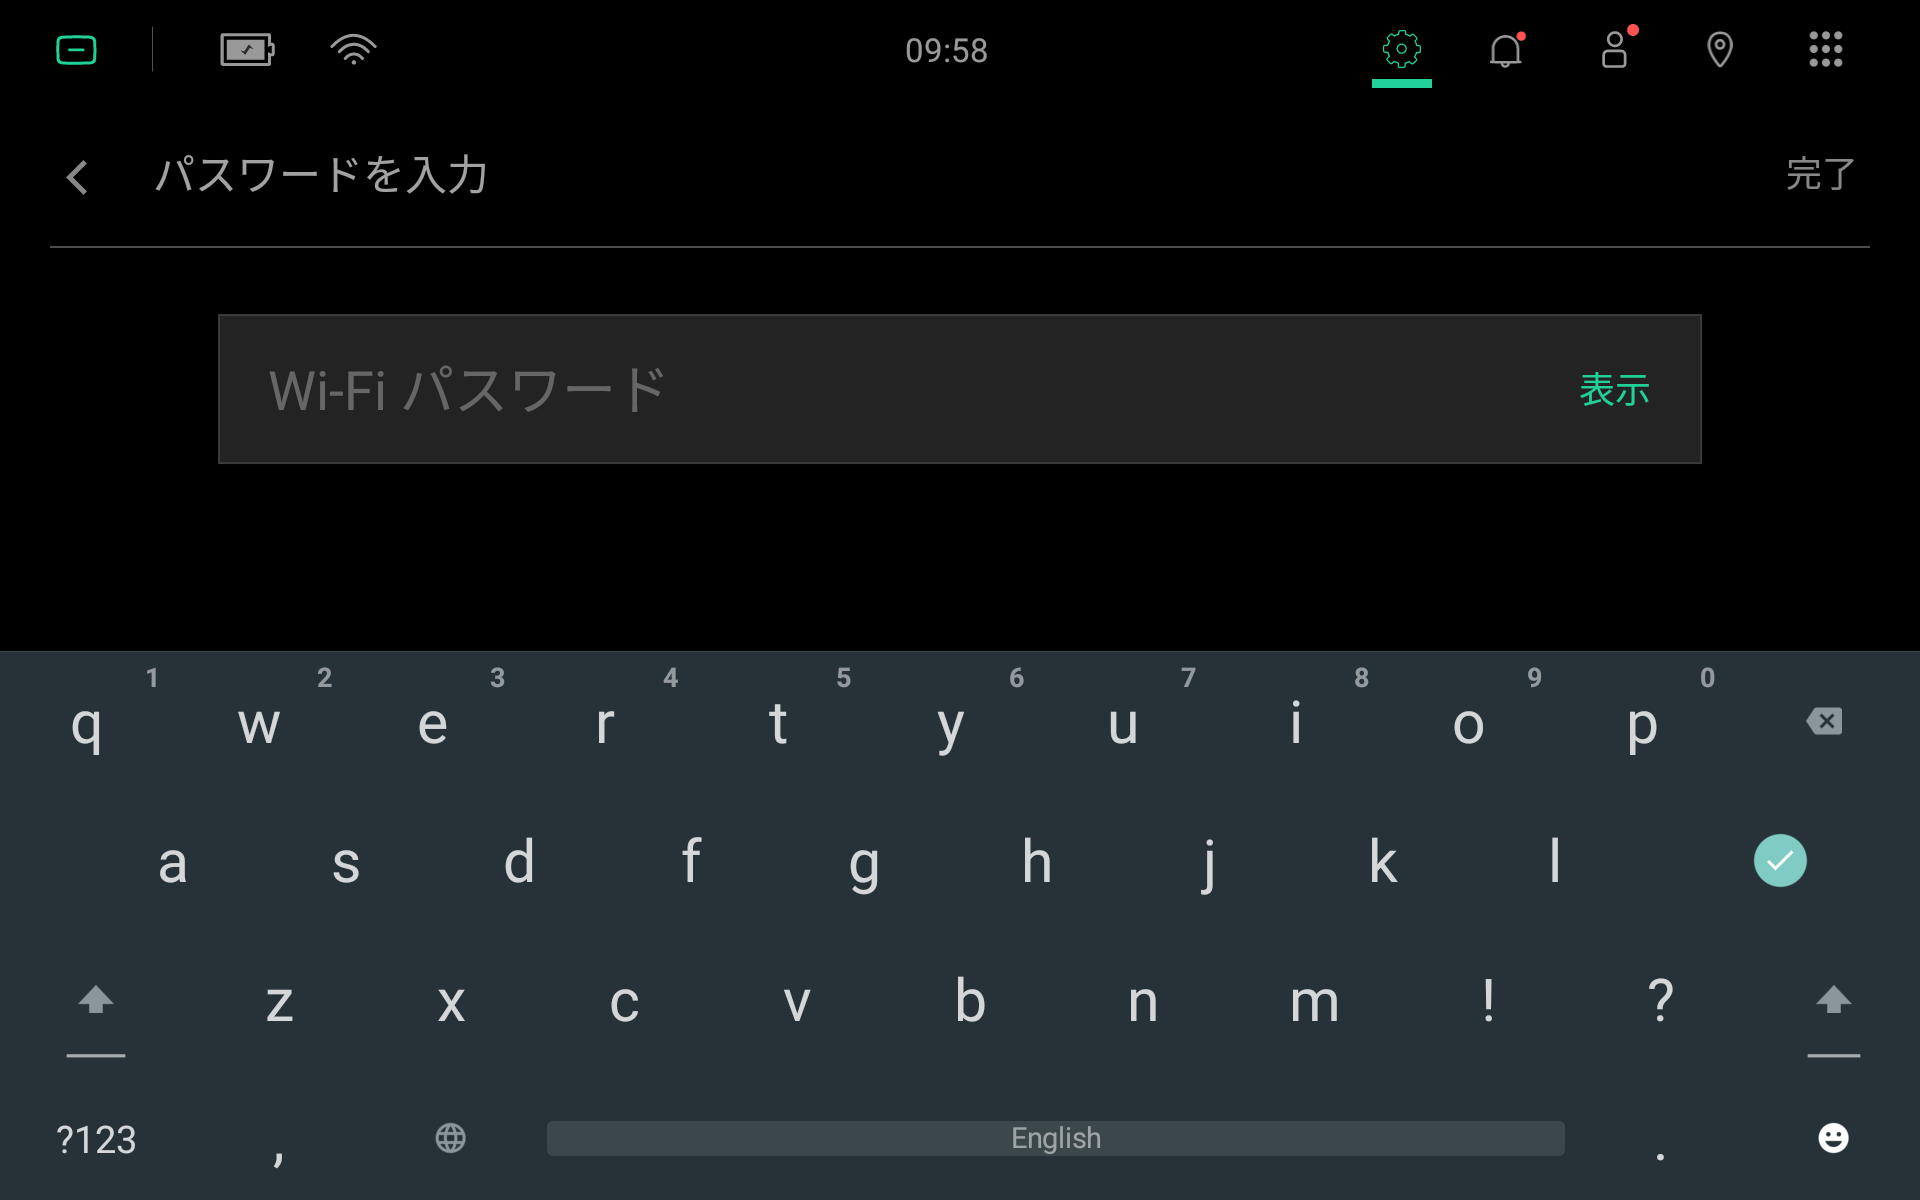 09:58
パスワードを入力
完了
Wi-Fi パスワード
表示
1 2 3 4 5 6 7 8 9 0
q w e r t y u i o p
a s d f g h j k l
z x c v b n m ! ?
?123 , English .